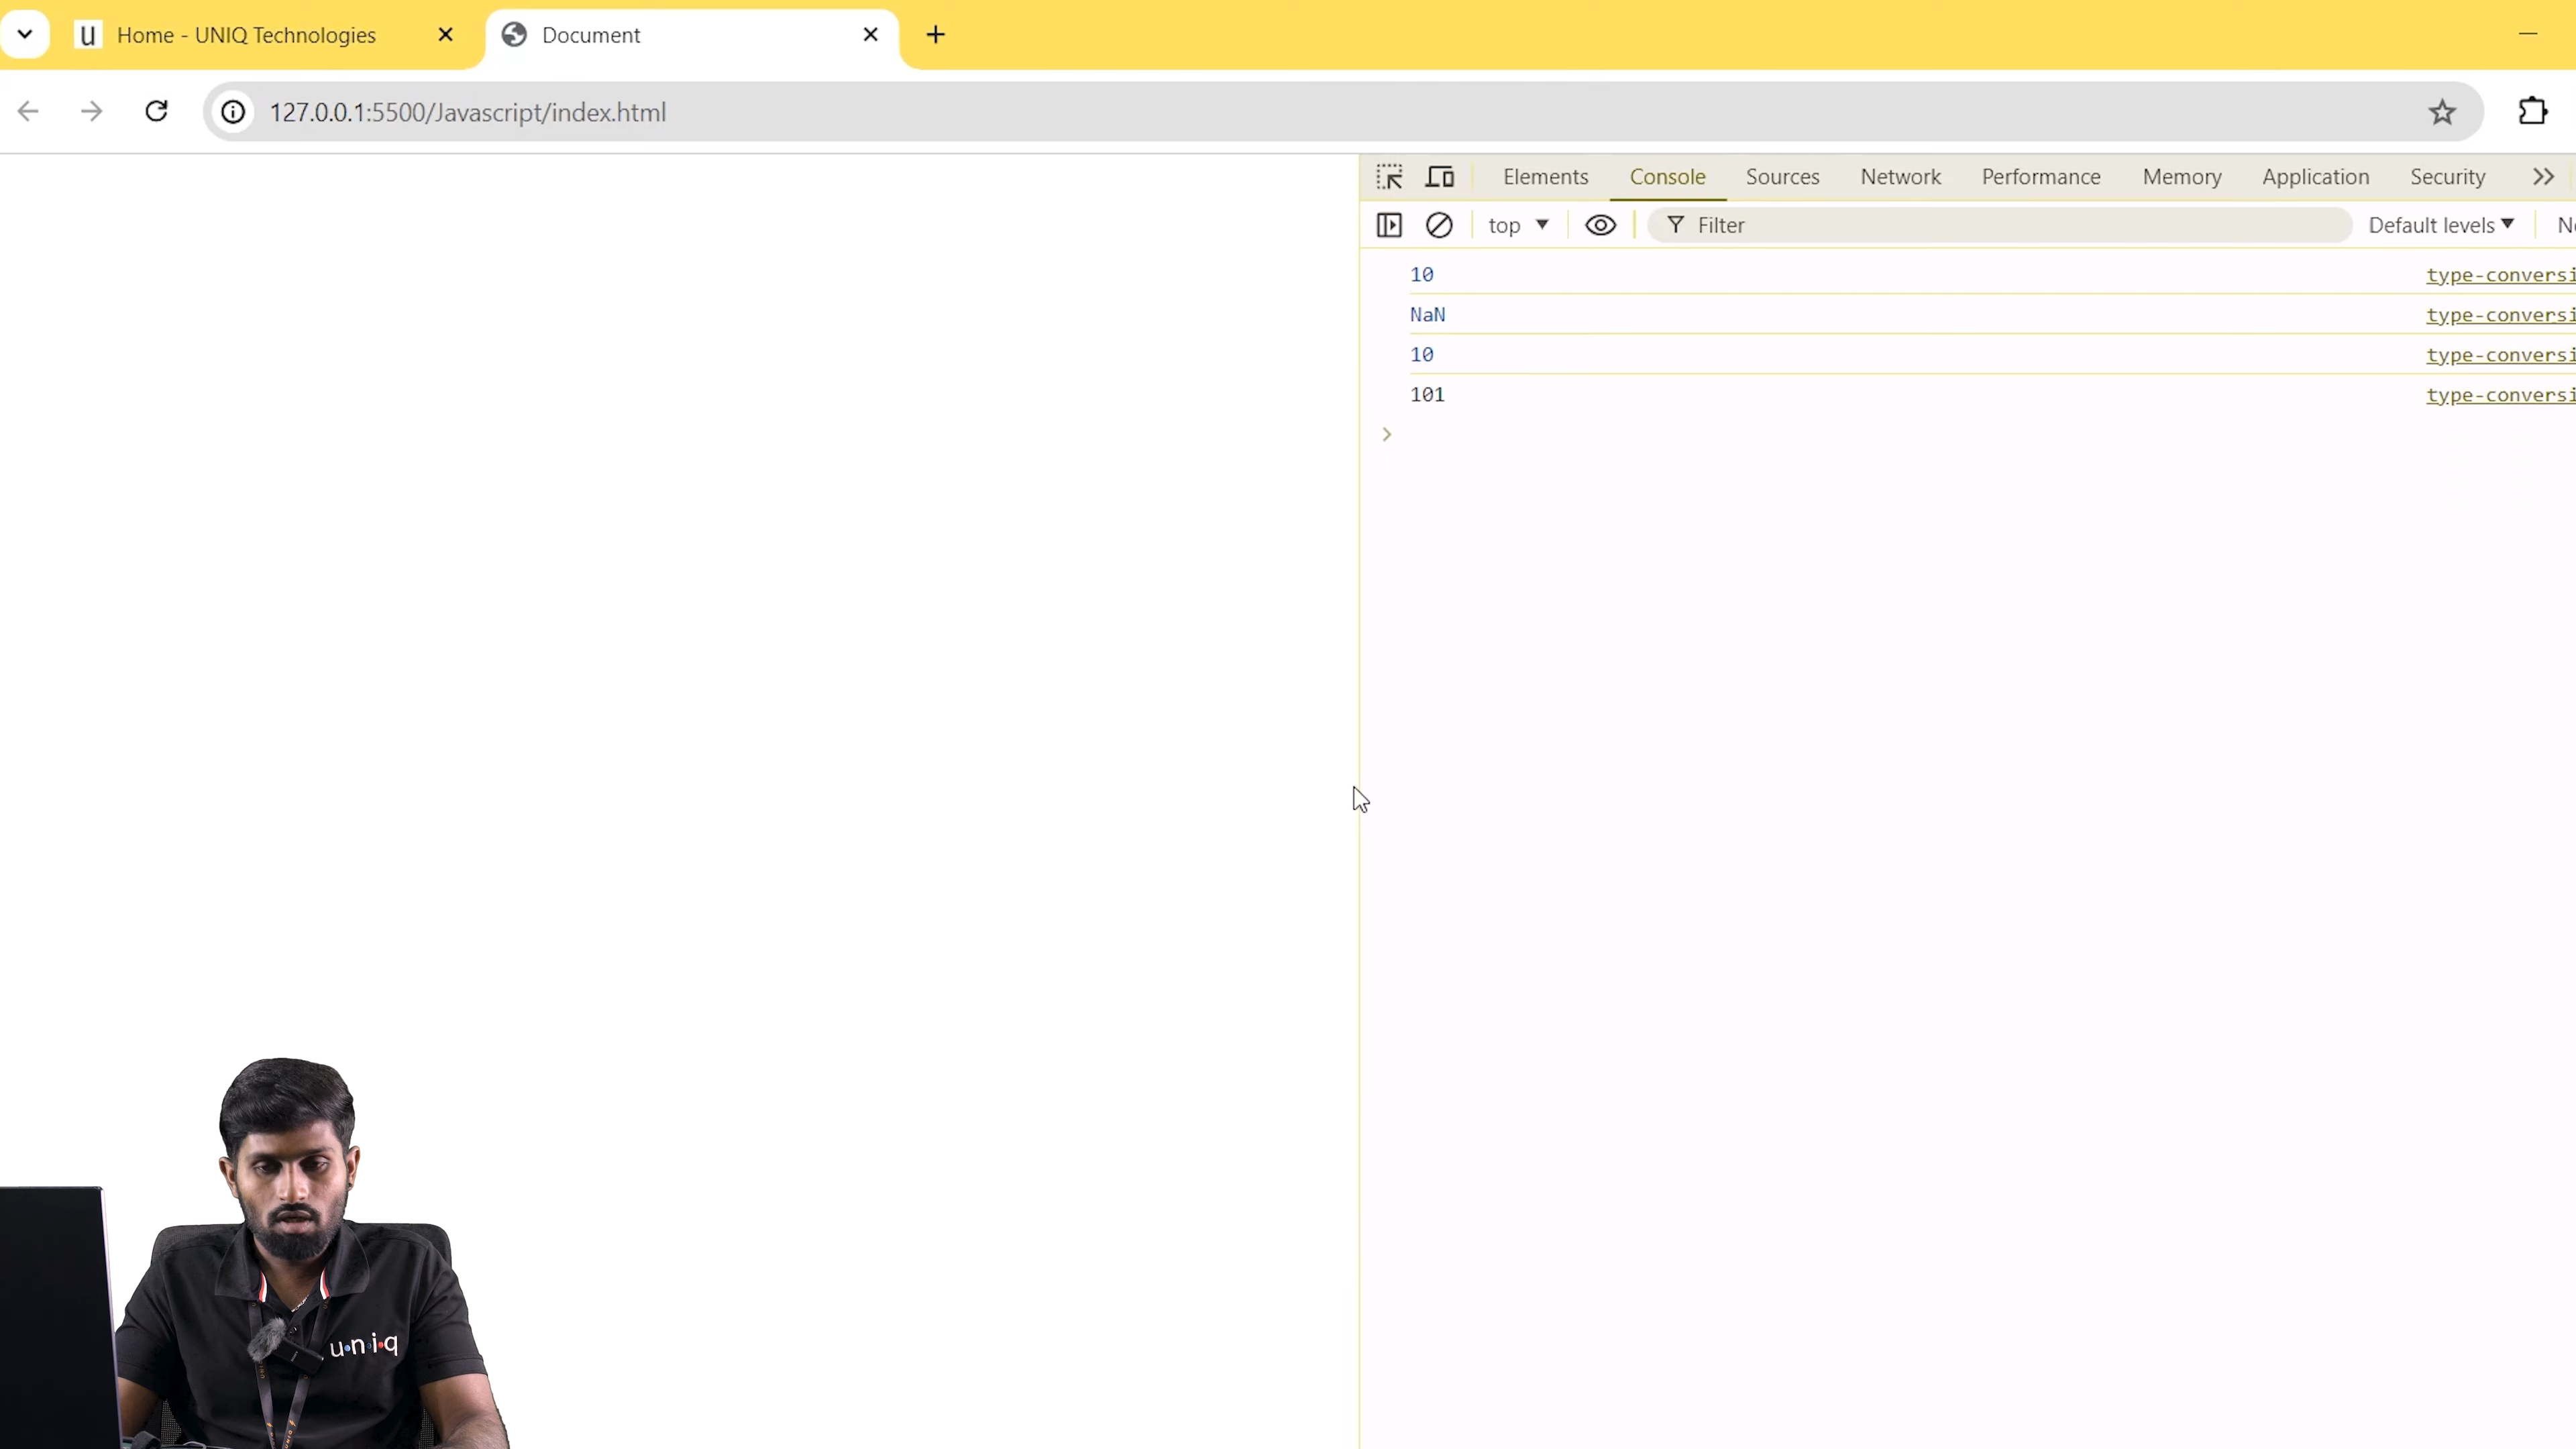 Home - UNIQ Technologies
Document
127.0.0.1:5500/Javascript/index.html
Elements Console Sources Network Performance Memory Application Security
top Filter Default levels
10 type-conversi
NaN type-conversi
10 type-conversi
101 type-conversi
u·n·i·q